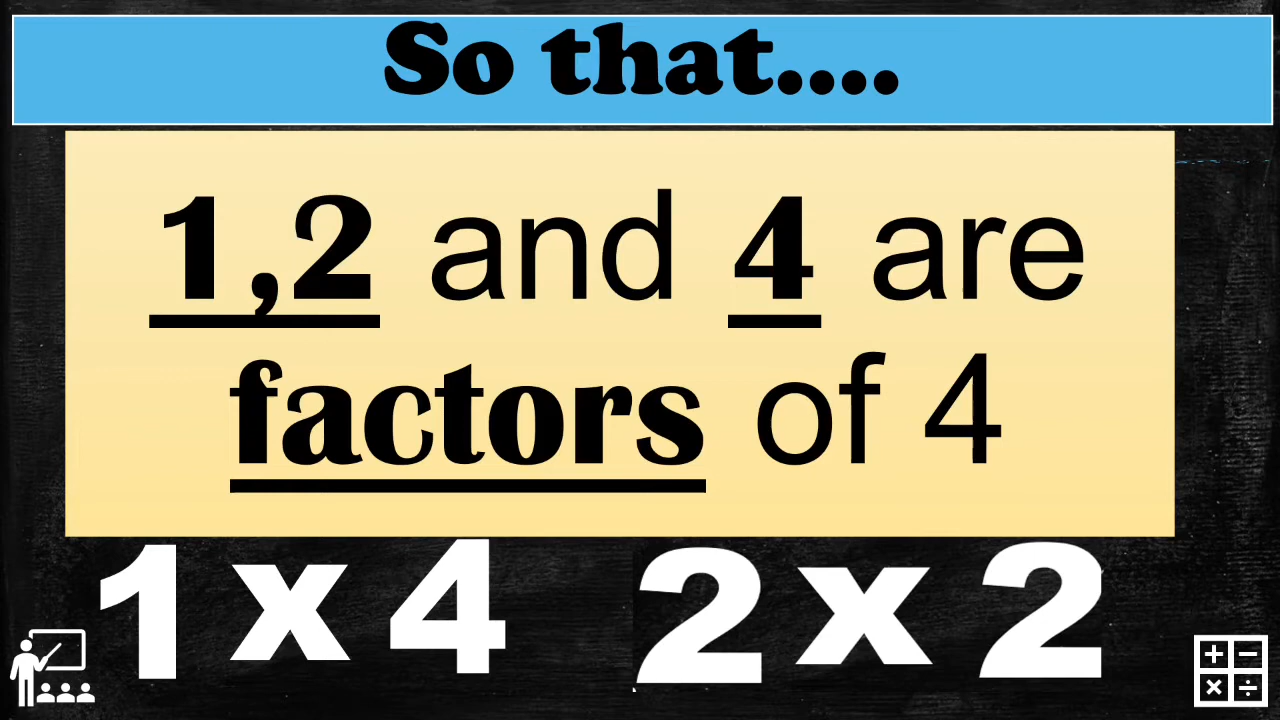 So that....
1,2 and 4 are
factors of 4
1 x 4 2 x 2
+ −
× ÷